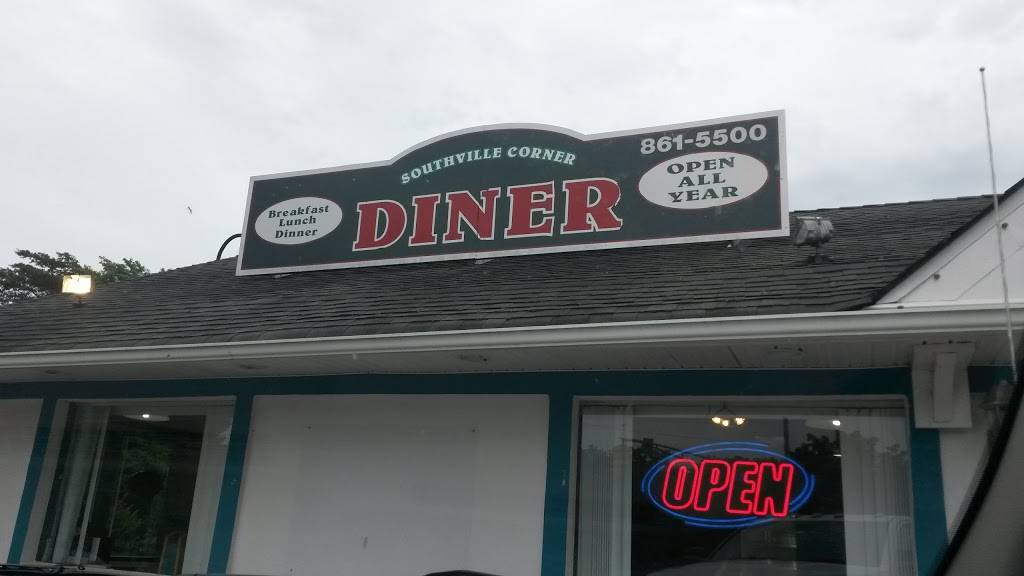 SOUTHVILLE CORNER
DINER
Breakfast
Lunch
Dinner
861-5500
OPEN
ALL
YEAR
OPEN